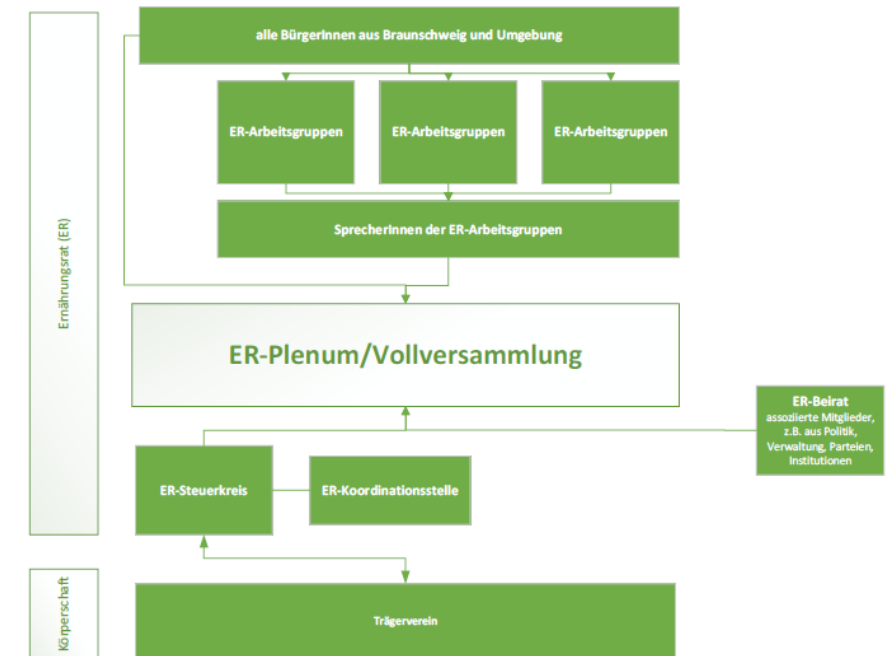 alle BürgerInnen aus Braunschweig und Umgebung
ER-Arbeitsgruppen
ER-Arbeitsgruppen
ER-Arbeitsgruppen
SprecherInnen der ER-Arbeitsgruppen
Ernährungsrat (ER)
ER-Plenum/Vollversammlung
ER-Beirat
assoziierte Mitglieder,
z.B. aus Politik,
Verwaltung, Parteien,
Institutionen
ER-Steuerkreis
ER-Koordinationsstelle
Körperschaft
Trägerverein